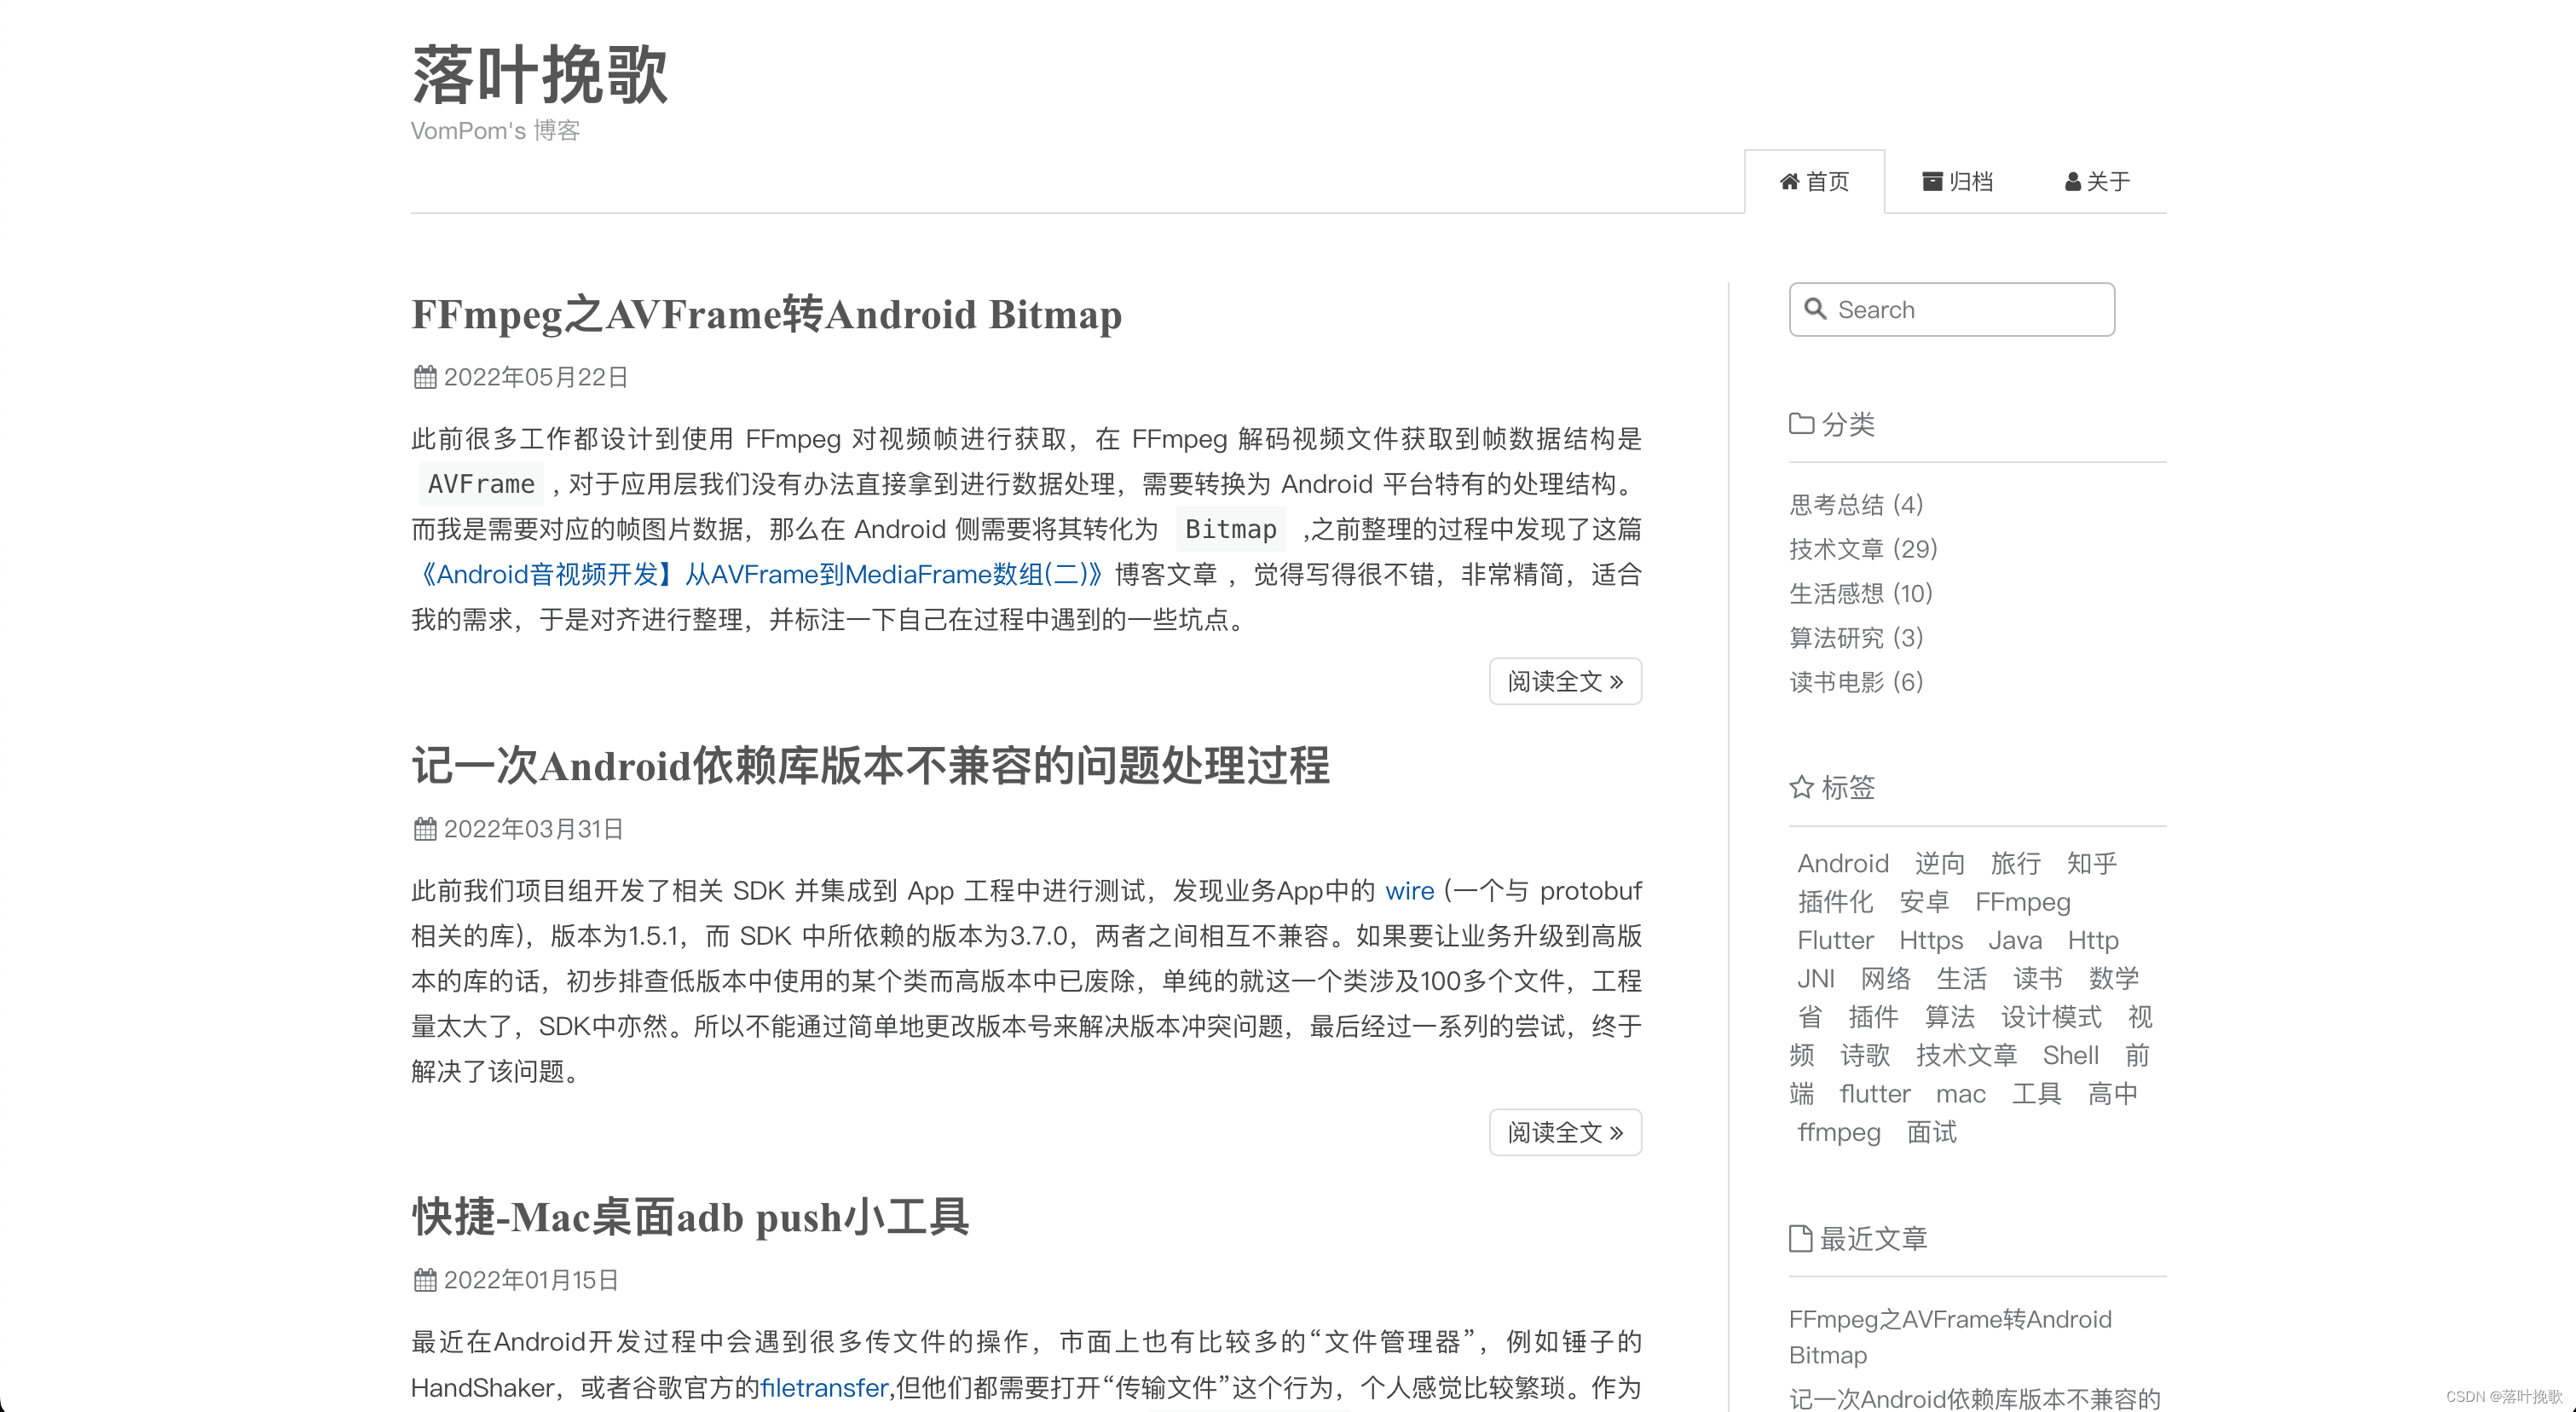 落叶挽歌
VomPom's 博客
首页 归档 关于
FFmpeg之AVFrame转Android Bitmap
2022年05月22日
此前很多工作都设计到使用 FFmpeg 对视频帧进行获取，在 FFmpeg 解码视频文件获取到帧数据结构是
AVFrame , 对于应用层我们没有办法直接拿到进行数据处理，需要转换为 Android 平台特有的处理结构。
而我是需要对应的帧图片数据，那么在 Android 侧需要将其转化为 Bitmap ,之前整理的过程中发现了这篇
《Android音视频开发】从AVFrame到MediaFrame数组(二)》博客文章 ，觉得写得很不错，非常精简，适合
我的需求，于是对齐进行整理，并标注一下自己在过程中遇到的一些坑点。
阅读全文 »
记一次Android依赖库版本不兼容的问题处理过程
2022年03月31日
此前我们项目组开发了相关 SDK 并集成到 App 工程中进行测试，发现业务App中的 wire (一个与 protobuf
相关的库)，版本为1.5.1，而 SDK 中所依赖的版本为3.7.0，两者之间相互不兼容。如果要让业务升级到高版
本的库的话，初步排查低版本中使用的某个类而高版本中已废除，单纯的就这一个类涉及100多个文件，工程
量太大了，SDK中亦然。所以不能通过简单地更改版本号来解决版本冲突问题，最后经过一系列的尝试，终于
解决了该问题。
阅读全文 »
快捷-Mac桌面adb push小工具
2022年01月15日
最近在Android开发过程中会遇到很多传文件的操作，市面上也有比较多的“文件管理器”，例如锤子的
HandShaker，或者谷歌官方的filetransfer,但他们都需要打开“传输文件”这个行为，个人感觉比较繁琐。作为
Search
分类
思考总结 (4)
技术文章 (29)
生活感想 (10)
算法研究 (3)
读书电影 (6)
标签
Android 逆向 旅行 知乎
插件化 安卓 FFmpeg
Flutter Https Java Http
JNI 网络 生活 读书 数学
省 插件 算法 设计模式 视
频 诗歌 技术文章 Shell 前
端 flutter mac 工具 高中
ffmpeg 面试
最近文章
FFmpeg之AVFrame转Android
Bitmap
记一次Android依赖库版本不兼容的
CSDN @落叶挽歌